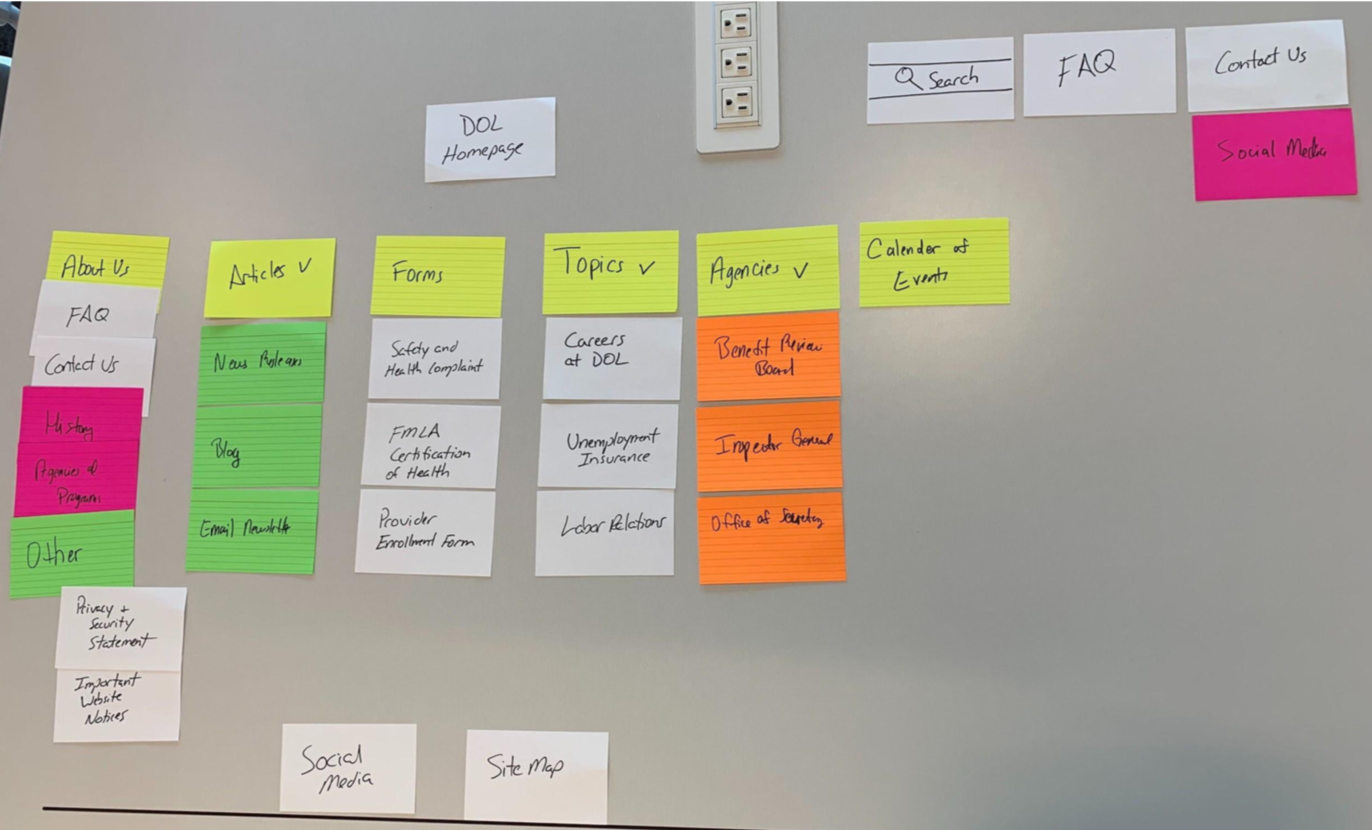 Search
FAQ
Contact Us
Social Media
DOL
Homepage
About Us
FAQ
Contact Us
History
Agencies &
Program
Other
Privacy +
Security
Statement
Important
Website
Notices
Articles ✓
News Releases
Blog
Email Newsletter
Forms
Safety and
Health Complaint
FMLA
Certification
of Health
Provider
Enrollment Form
Topics ✓
Careers
at DOL
Unemployment
Insurance
Labor Relations
Agencies ✓
Benefit Review
Board
Inspector General
Office of Secretary
Calender of
Events
Social
Media
Site Map